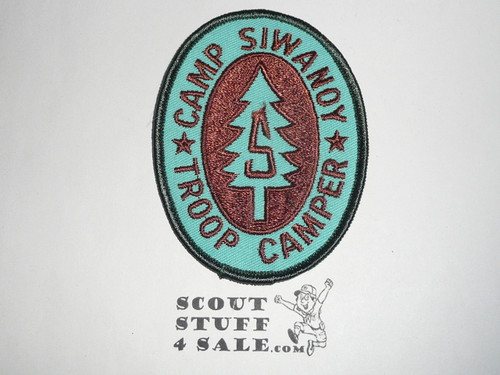 CAMP SIWANOY
S
TROOP CAMPER
SCOUT
STUFF
4 SALE.COM